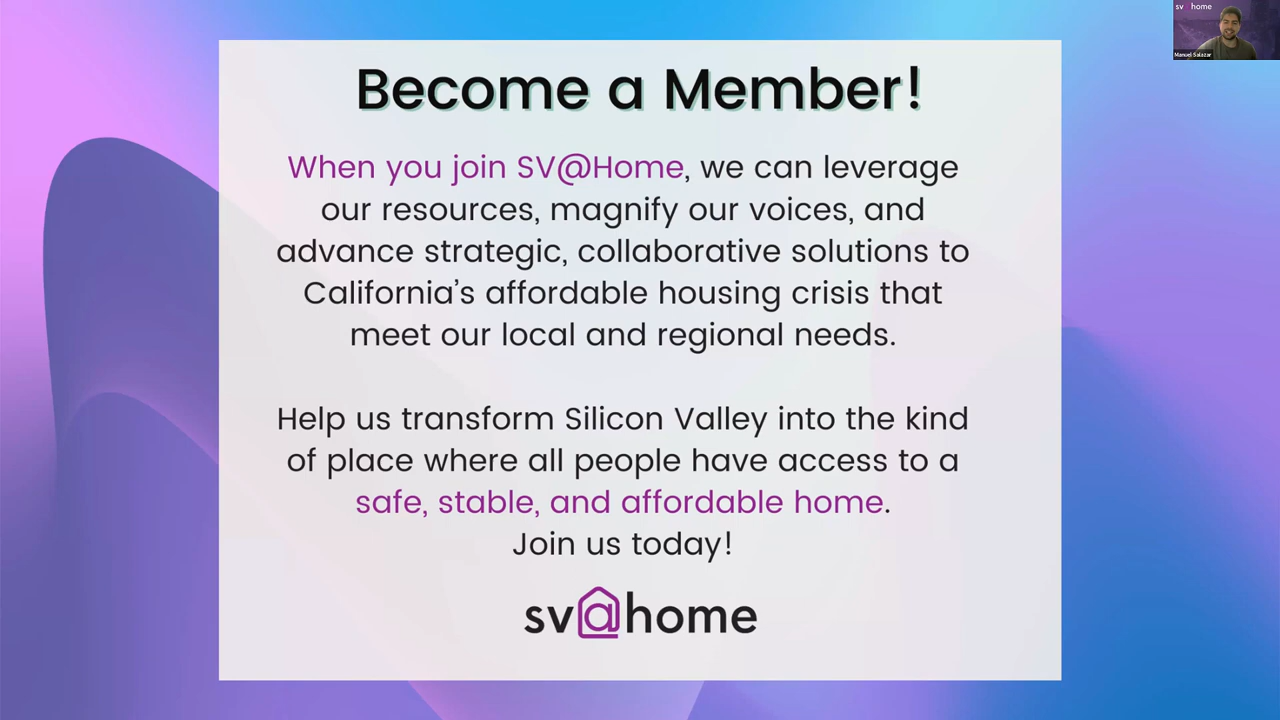 Become a Member!
When you join SV@Home, we can leverage
our resources, magnify our voices, and
advance strategic, collaborative solutions to
California’s affordable housing crisis that
meet our local and regional needs.
Help us transform Silicon Valley into the kind
of place where all people have access to a
safe, stable, and affordable home.
Join us today!
sv@home
sv@home
Manuel Salazar